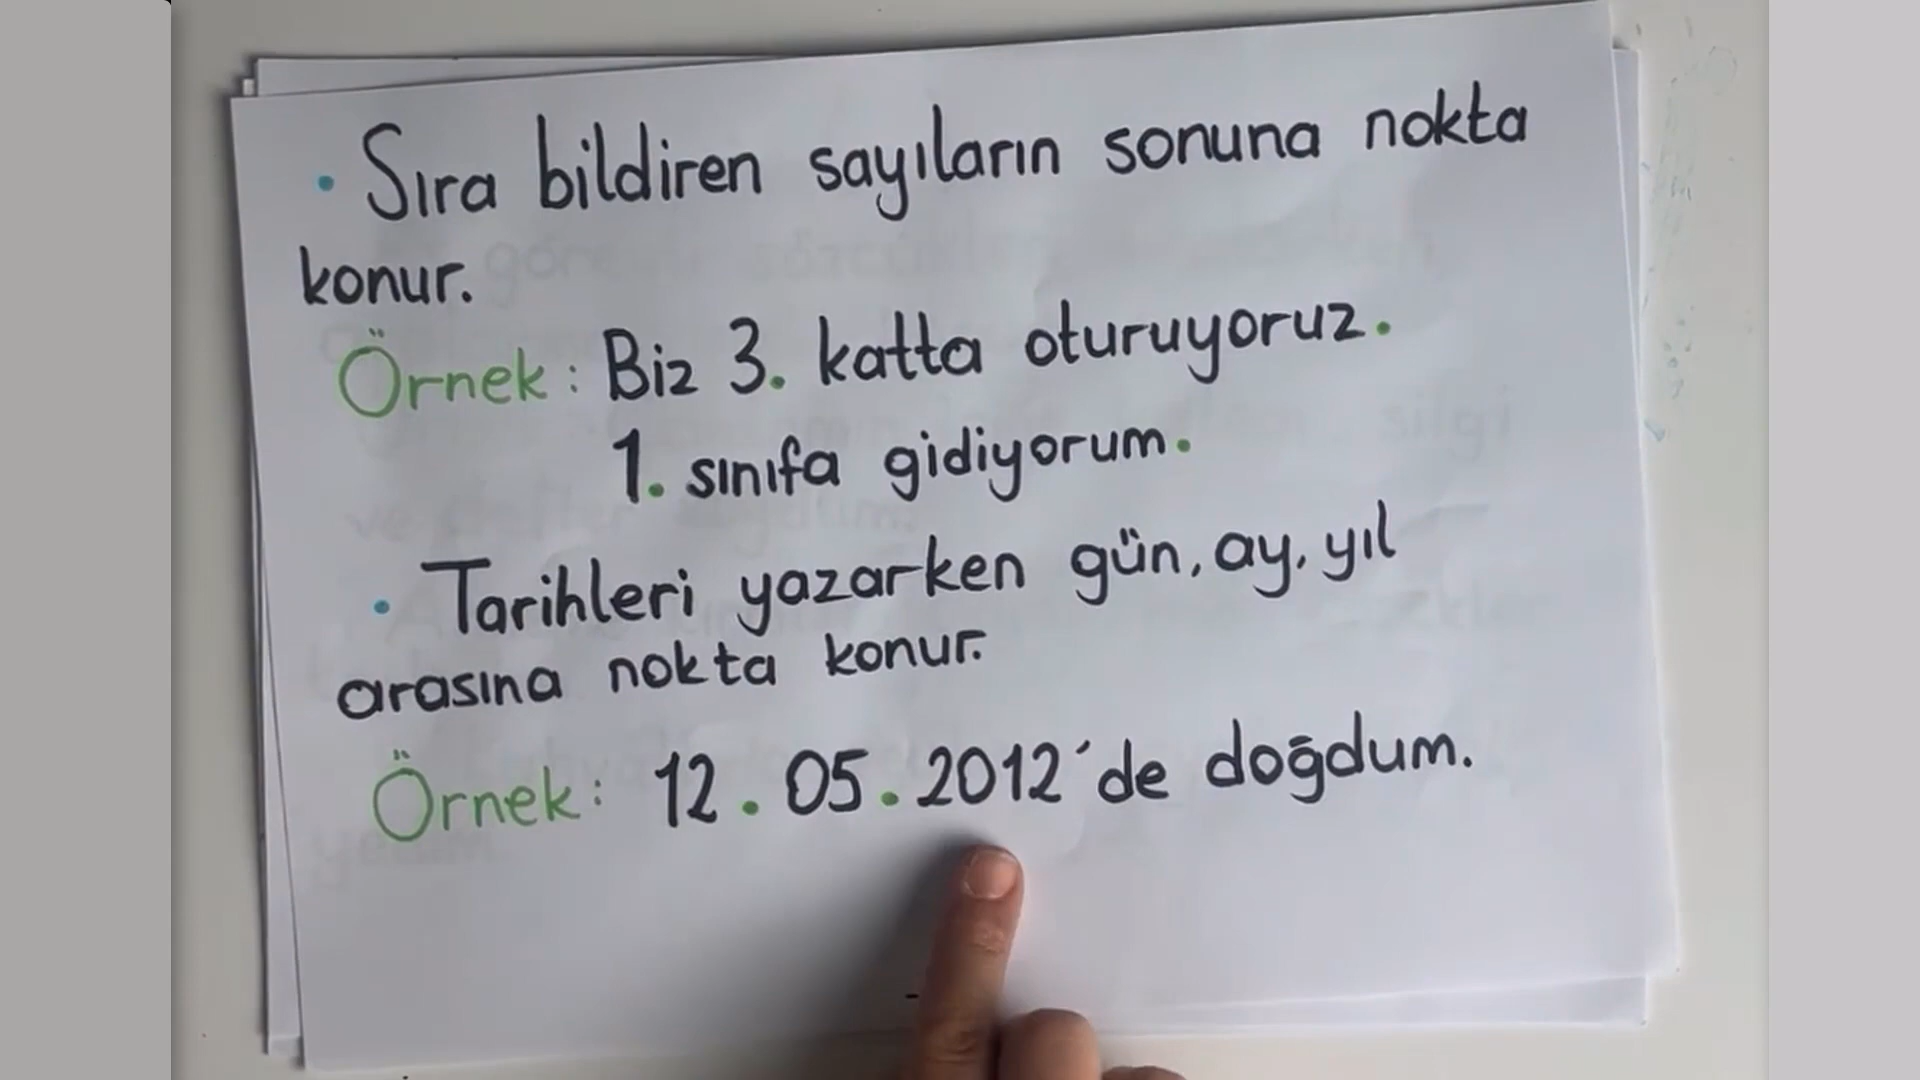 • Sıra bildiren sayıların sonuna nokta
konur.
Örnek: Biz 3. katta oturuyoruz.
1. sınıfa gidiyorum.
• Tarihleri yazarken gün, ay, yıl
arasına nokta konur.
Örnek: 12.05.2012'de doğdum.